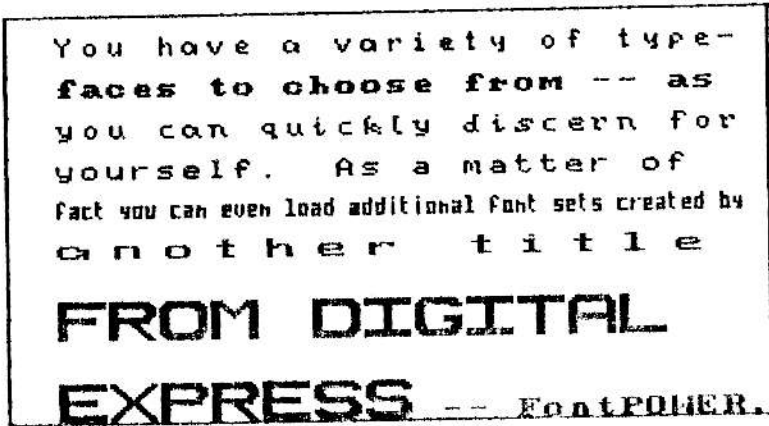 You have a variety of type-
faces to choose from -- as
you can quickly discern for
yourself. As a matter of
fact you can even load additional font sets created by
another title
FROM DIGITAL
EXPRESS -- FontPOWER.